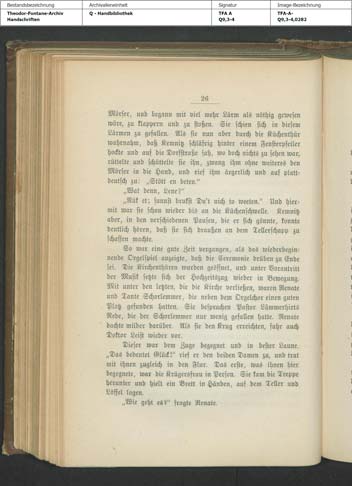 Bestandsbezeichnung
Theodor-Fontane-Archiv
Handschriften
Archivalieneinheit
Q - Handbibliothek
Signatur
TFA A
Q9,3-4
Image-Bezeichnung
TFA-A-
Q9,3-4,0282
26
Mörser, und begann mit viel mehr Lärm als nöthig gewesen
wäre, zu klappern und zu stoßen. Sie schien sich in diesem
Lärmen zu gefallen. Als sie nun aber durch die Küchenthür
wahrnahm, daß Kemnitz schläfrig hinter einem Fensterpfeiler
hockte und auf die Dorfstraße sah, wo doch nichts zu sehen war,
rüttelte und schüttelte sie ihn, zwang ihm ohne weiteres den
Mörser in die Hand, und rief ihm ärgerlich und auf platt-
deutsch zu: „Stött en beten.“
„Wat denn, Lene?“
„Nük et; sunst bruukst Du't nich to weeten.“ Und hier-
mit war sie schon wieder bis an die Küchenschwelle. Kemnitz
aber, in den verschiedenen Pausen, die er sich gönnte, konnte
deutlich hören, daß sie sich draußen an dem Tellerschapp zu
schaffen machte.
So war eine gute Zeit vergangen, als das wiederbegin-
nende Orgelspiel anzeigte, daß die Ceremonie drüben zu Ende
sei. Die Kirchenthüren wurden geöffnet, und unter Vorantritt
der Musik setzte sich der Hochzeitszug wieder in Bewegung.
Mit unter den letzten, die die Kirche verließen, waren Renate
und Tante Schorlemmer, die neben dem Orgelchor einen guten
Platz gefunden hatten. Sie besprachen Pastor Lämmerhirts
Rede, die der Schorlemmer nur wenig gefallen hatte. Renate
dachte milder darüber. Als sie den Krug erreichten, fuhr auch
Doktor Leist wieder vor.
Dieser war dem Zuge begegnet und in bester Laune.
„Das bedeutet Glück!“ rief er den beiden Damen zu, und trat
mit ihnen zugleich in den Flur. Das erste, was ihnen hier
begegnete, war die Krügersfrau in Person. Sie kam die Treppe
herunter und hielt ein Brett in Händen, auf dem Teller und
Löffel lagen.
„Wie geht es?“ fragte Renate.